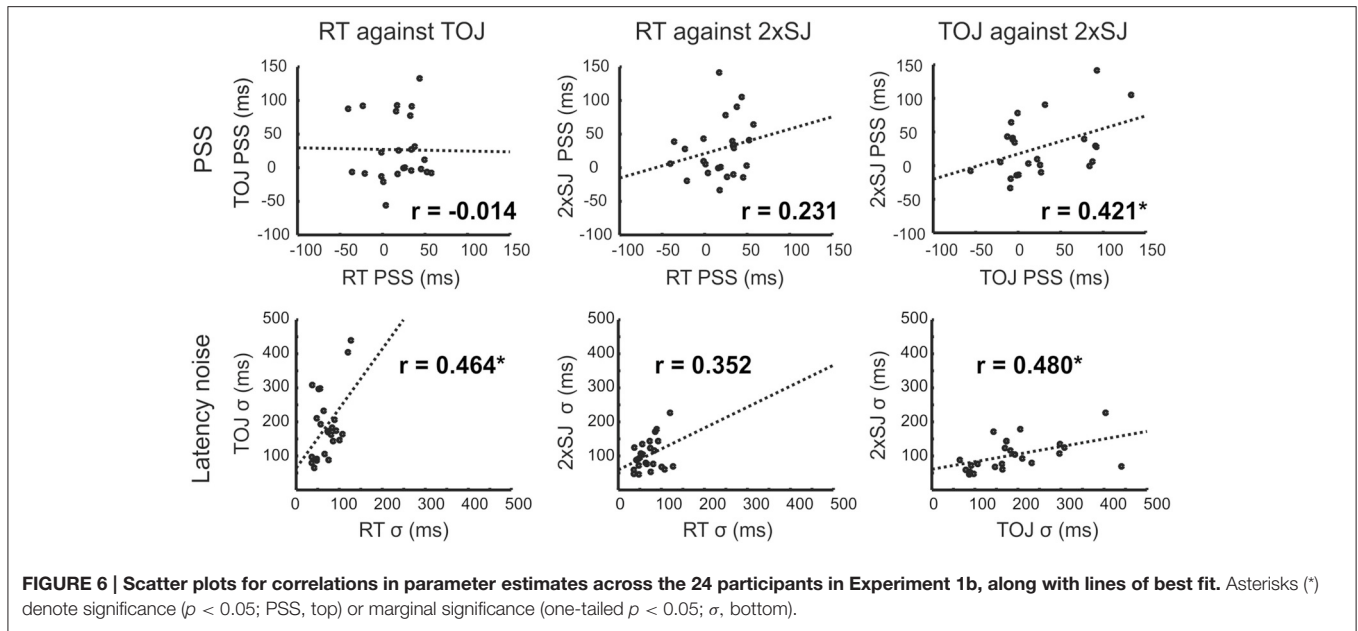 RT against TOJ
RT against 2xSJ
TOJ against 2xSJ
PSS
TOJ PSS (ms)
150
100
50
0
-50
-100
r = -0.014
-100 -50 0 50 100 150
RT PSS (ms)
2xSJ PSS (ms)
150
100
50
0
-50
-100
r = 0.231
-100 -50 0 50 100 150
RT PSS (ms)
2xSJ PSS (ms)
150
100
50
0
-50
-100
r = 0.421*
-100 -50 0 50 100 150
TOJ PSS (ms)
Latency noise
TOJ σ (ms)
500
400
300
200
100
r = 0.464*
0 100 200 300 400 500
RT σ (ms)
2xSJ σ (ms)
500
400
300
200
100
r = 0.352
0 100 200 300 400 500
RT σ (ms)
2xSJ σ (ms)
500
400
300
200
100
r = 0.480*
0 100 200 300 400 500
TOJ σ (ms)
FIGURE 6 | Scatter plots for correlations in parameter estimates across the 24 participants in Experiment 1b, along with lines of best fit. Asterisks (*)
denote significance (p < 0.05; PSS, top) or marginal significance (one-tailed p < 0.05; σ, bottom).